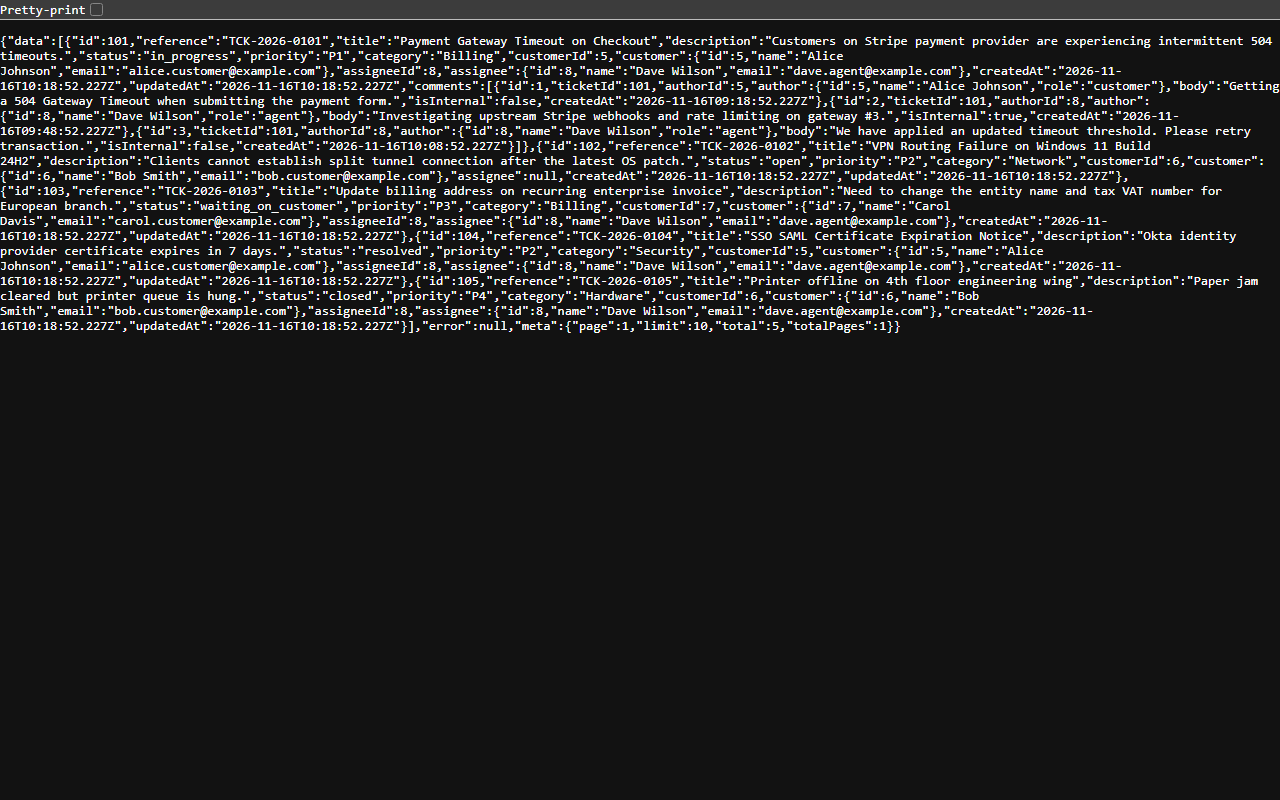 Pretty-print
{"data":[{"id":101,"reference":"TCK-2026-0101","title":"Payment Gateway Timeout on Checkout","description":"Customers on Stripe payment provider are experiencing intermittent 504
timeouts.","status":"in_progress","priority":"P1","category":"Billing","customerId":5,"customer":{"id":5,"name":"Alice
Johnson","email":"alice.customer@example.com"},"assigneeId":8,"assignee":{"id":8,"name":"Dave Wilson","email":"dave.agent@example.com"},"createdAt":"2026-11-
16T10:18:52.227Z","updatedAt":"2026-11-16T10:18:52.227Z","comments":[{"id":1,"ticketId":101,"authorId":5,"author":{"id":5,"name":"Alice Johnson","role":"customer"},"body":"Getting
a 504 Gateway Timeout when submitting the payment form.","isInternal":false,"createdAt":"2026-11-16T09:18:52.227Z"},{"id":2,"ticketId":101,"authorId":8,"author":
{"id":8,"name":"Dave Wilson","role":"agent"},"body":"Investigating upstream Stripe webhooks and rate limiting on gateway #3.","isInternal":true,"createdAt":"2026-11-
16T09:48:52.227Z"},{"id":3,"ticketId":101,"authorId":8,"author":{"id":8,"name":"Dave Wilson","role":"agent"},"body":"We have applied an updated timeout threshold. Please retry
transaction.","isInternal":false,"createdAt":"2026-11-16T10:08:52.227Z"}]},{"id":102,"reference":"TCK-2026-0102","title":"VPN Routing Failure on Windows 11 Build
24H2","description":"Clients cannot establish split tunnel connection after the latest OS patch.","status":"open","priority":"P2","category":"Network","customerId":6,"customer":
{"id":6,"name":"Bob Smith","email":"bob.customer@example.com"},"assignee":null,"createdAt":"2026-11-16T10:18:52.227Z","updatedAt":"2026-11-16T10:18:52.227Z"},
{"id":103,"reference":"TCK-2026-0103","title":"Update billing address on recurring enterprise invoice","description":"Need to change the entity name and tax VAT number for
European branch.","status":"waiting_on_customer","priority":"P3","category":"Billing","customerId":7,"customer":{"id":7,"name":"Carol
Davis","email":"carol.customer@example.com"},"assigneeId":8,"assignee":{"id":8,"name":"Dave Wilson","email":"dave.agent@example.com"},"createdAt":"2026-11-
16T10:18:52.227Z","updatedAt":"2026-11-16T10:18:52.227Z"},{"id":104,"reference":"TCK-2026-0104","title":"SSO SAML Certificate Expiration Notice","description":"Okta identity
provider certificate expires in 7 days.","status":"resolved","priority":"P2","category":"Security","customerId":5,"customer":{"id":5,"name":"Alice
Johnson","email":"alice.customer@example.com"},"assigneeId":8,"assignee":{"id":8,"name":"Dave Wilson","email":"dave.agent@example.com"},"createdAt":"2026-11-
16T10:18:52.227Z","updatedAt":"2026-11-16T10:18:52.227Z"},{"id":105,"reference":"TCK-2026-0105","title":"Printer offline on 4th floor engineering wing","description":"Paper jam
cleared but printer queue is hung.","status":"closed","priority":"P4","category":"Hardware","customerId":6,"customer":{"id":6,"name":"Bob
Smith","email":"bob.customer@example.com"},"assigneeId":8,"assignee":{"id":8,"name":"Dave Wilson","email":"dave.agent@example.com"},"createdAt":"2026-11-
16T10:18:52.227Z","updatedAt":"2026-11-16T10:18:52.227Z"}],"error":null,"meta":{"page":1,"limit":10,"total":5,"totalPages":1}}